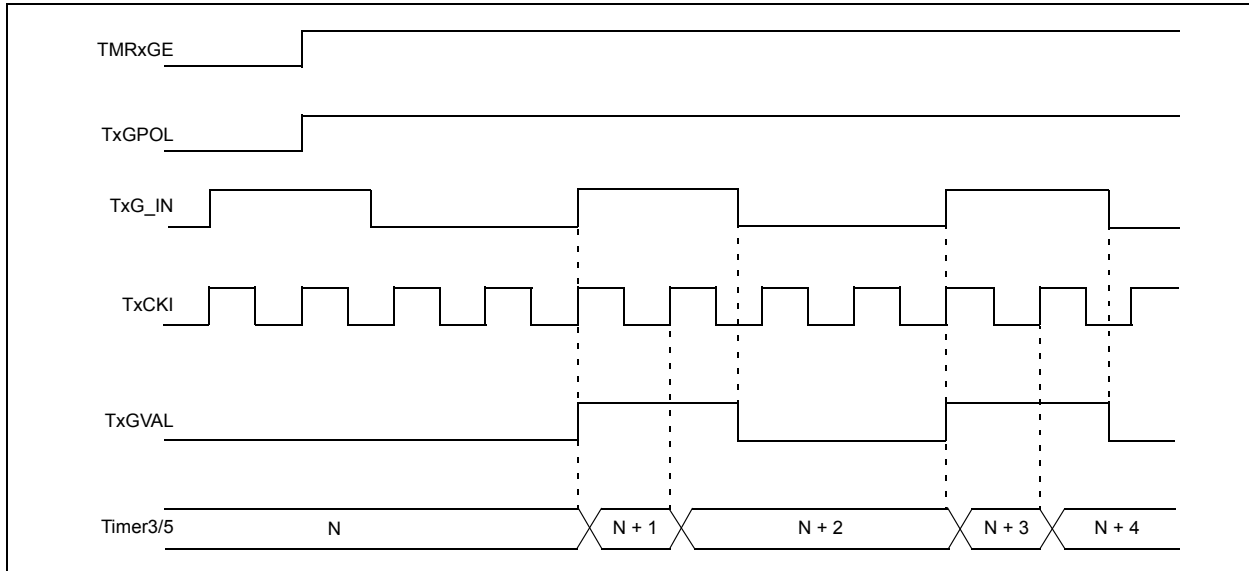 TMRxGE
TxGPOL
TxG_IN
TxCKI
TxGVAL
Timer3/5 N N + 1 N + 2 N + 3 N + 4